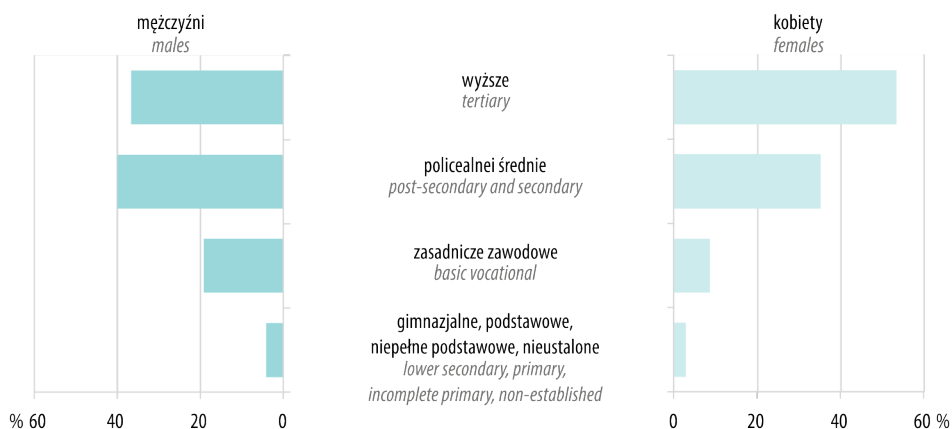 mężczyźni
males
kobiety
females
wyższe
tertiary
policealnei średnie
post-secondary and secondary
zasadnicze zawodowe
basic vocational
gimnazjalne, podstawowe,
niepełne podstawowe, nieustalone
lower secondary, primary,
incomplete primary, non-established
% 60 40 20 0
0 20 40 60 %